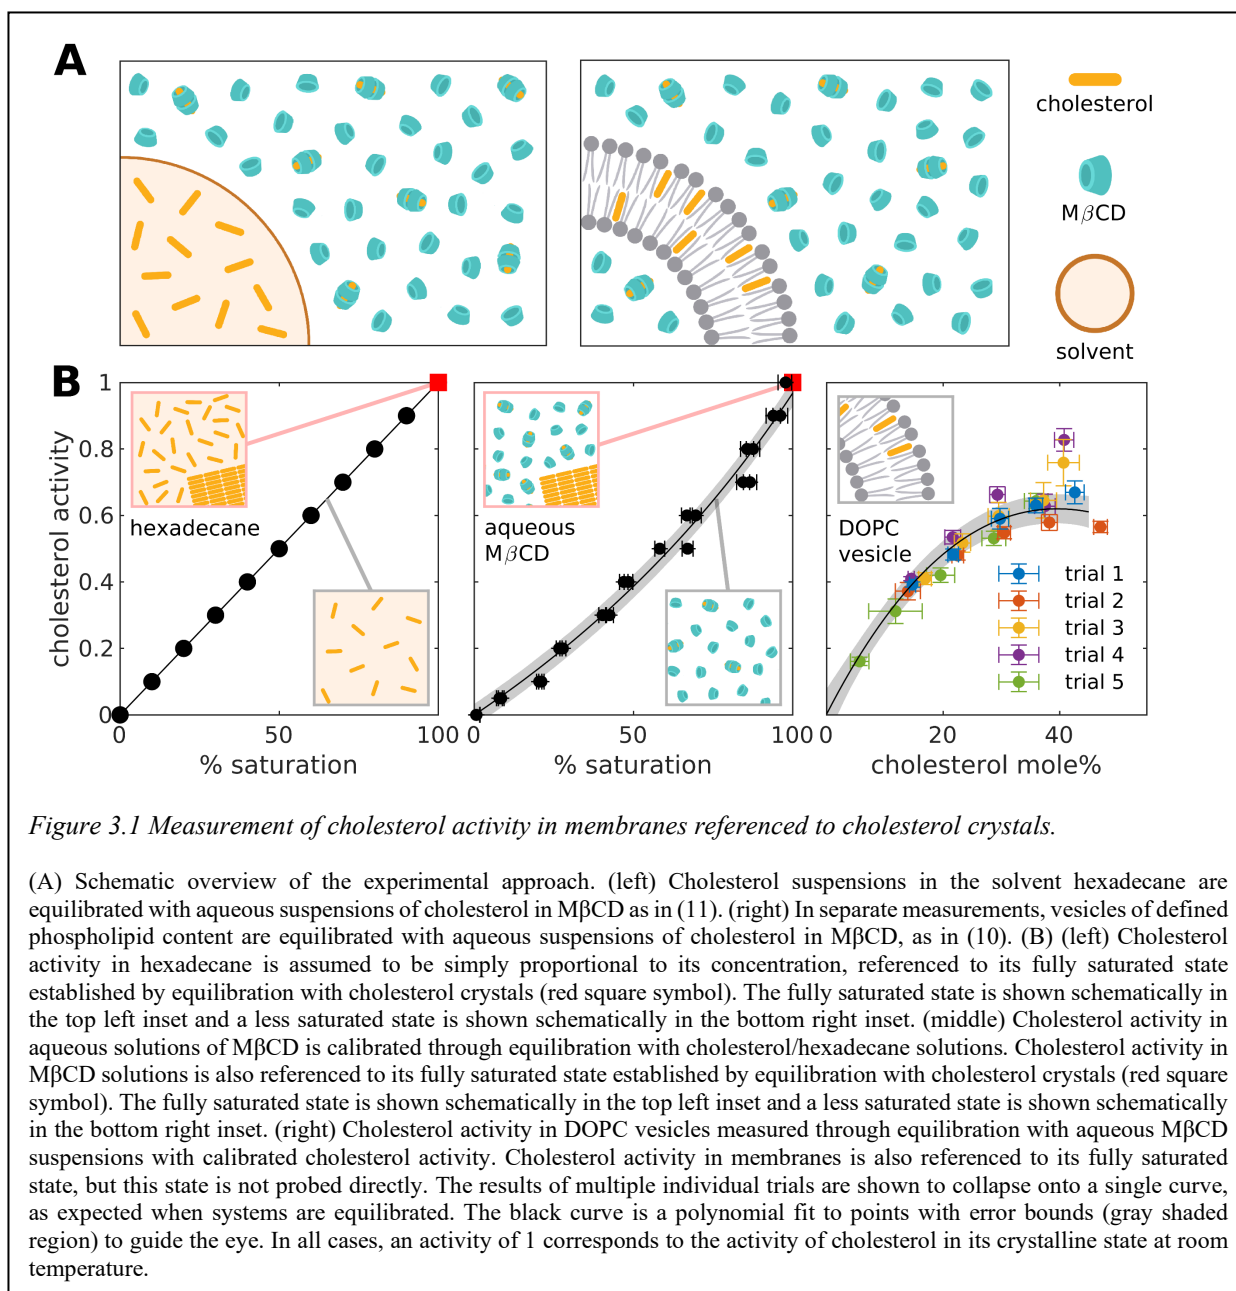 A
cholesterol
MβCD
solvent
B
1
0.8
0.6
0.4
0.2
0
cholesterol activity
hexadecane
0
50
100
% saturation
aqueous
MβCD
0
50
100
% saturation
DOPC
vesicle
trial 1
trial 2
trial 3
trial 4
trial 5
0
20
40
cholesterol mole%
Figure 3.1 Measurement of cholesterol activity in membranes referenced to cholesterol crystals.
(A) Schematic overview of the experimental approach. (left) Cholesterol suspensions in the solvent hexadecane are
equilibrated with aqueous suspensions of cholesterol in MβCD as in (11). (right) In separate measurements, vesicles of defined
phospholipid content are equilibrated with aqueous suspensions of cholesterol in MβCD, as in (10). (B) (left) Cholesterol
activity in hexadecane is assumed to be simply proportional to its concentration, referenced to its fully saturated state
established by equilibration with cholesterol crystals (red square symbol). The fully saturated state is shown schematically in
the top left inset and a less saturated state is shown schematically in the bottom right inset. (middle) Cholesterol activity in
aqueous solutions of MβCD is calibrated through equilibration with cholesterol/hexadecane solutions. Cholesterol activity in
MβCD solutions is also referenced to its fully saturated state established by equilibration with cholesterol crystals (red square
symbol). The fully saturated state is shown schematically in the top left inset and a less saturated state is shown schematically
in the bottom right inset. (right) Cholesterol activity in DOPC vesicles measured through equilibration with aqueous MβCD
suspensions with calibrated cholesterol activity. Cholesterol activity in membranes is also referenced to its fully saturated
state, but this state is not probed directly. The results of multiple individual trials are shown to collapse onto a single curve,
as expected when systems are equilibrated. The black curve is a polynomial fit to points with error bounds (gray shaded
region) to guide the eye. In all cases, an activity of 1 corresponds to the activity of cholesterol in its crystalline state at room
temperature.